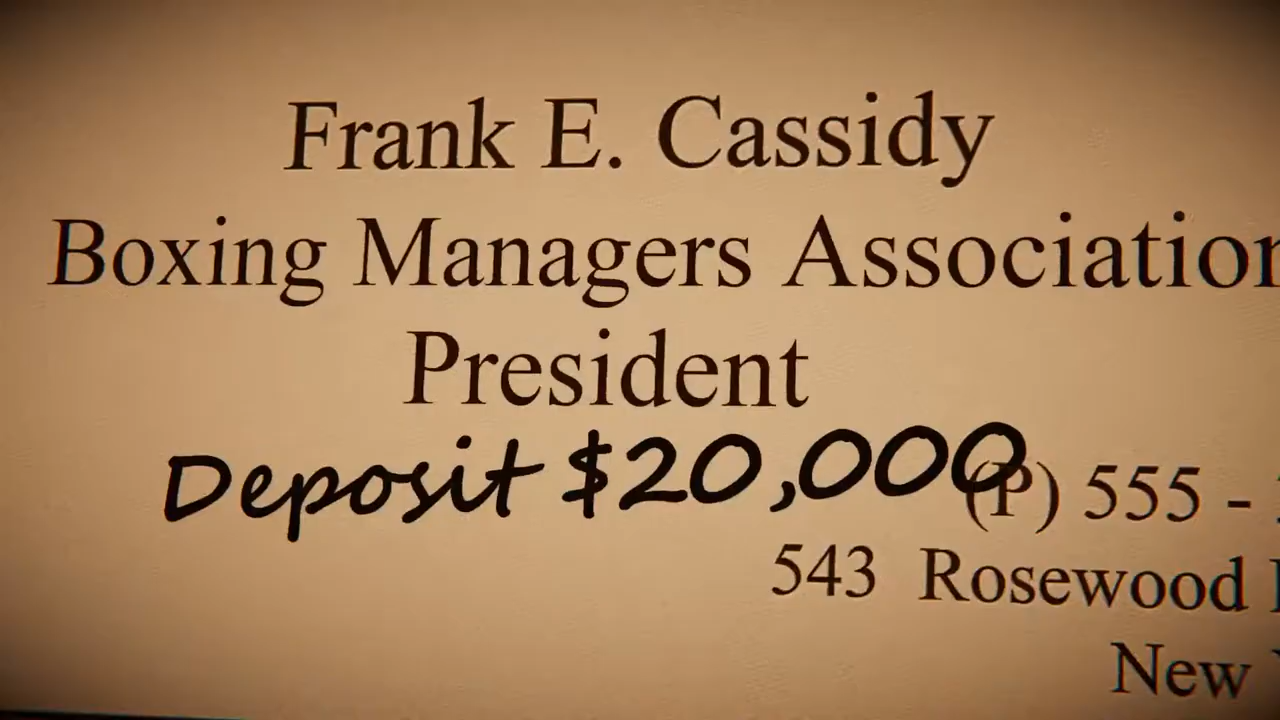 Frank E. Cassidy
Boxing Managers Association
President
Deposit $20,000
(P) 555 -
543 Rosewood
New